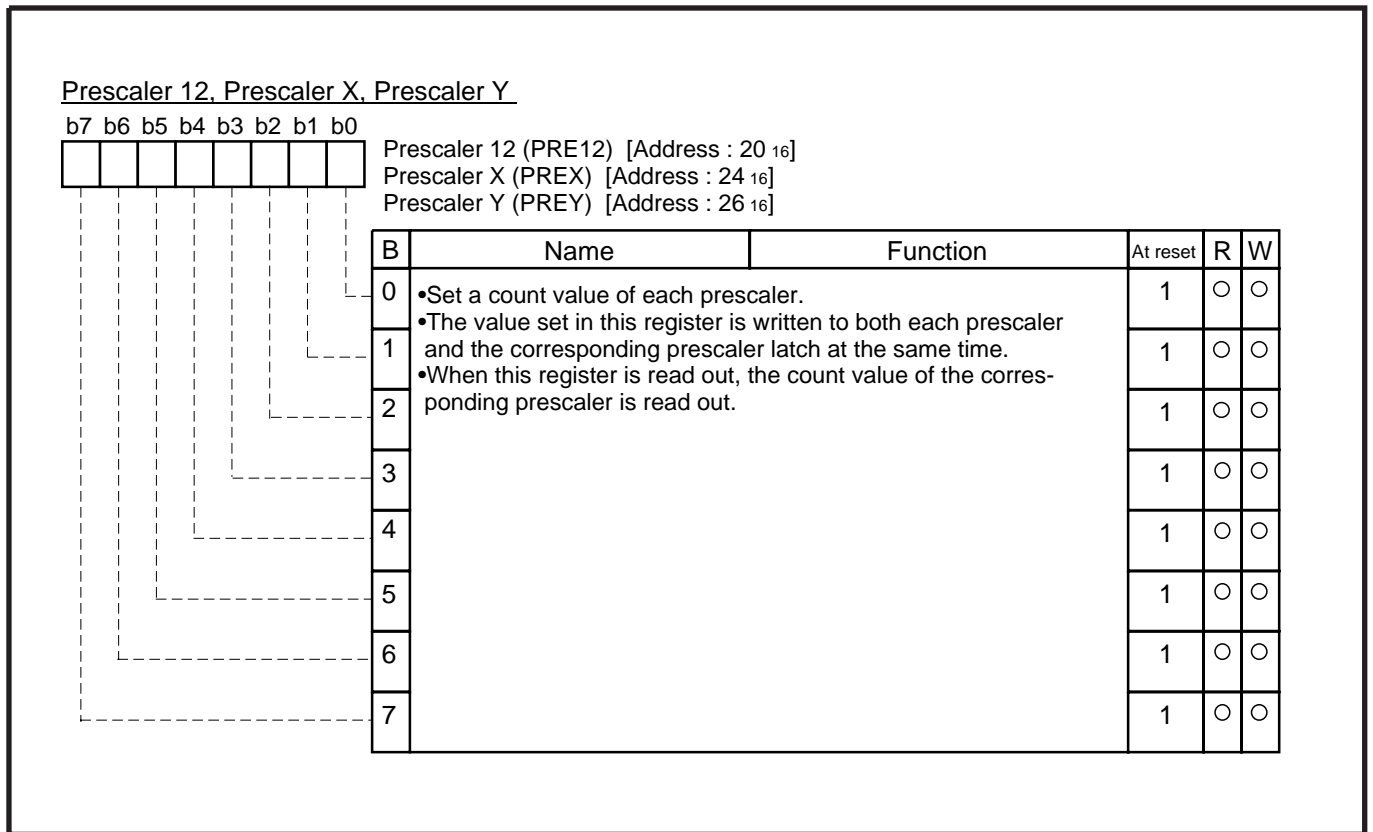 Prescaler 12, Prescaler X, Prescaler Y
b7 b6 b5 b4 b3 b2 b1 b0
Prescaler 12 (PRE12) [Address : 20 16]
Prescaler X (PREX) [Address : 24 16]
Prescaler Y (PREY) [Address : 26 16]
B Name Function At reset R W
0 •Set a count value of each prescaler. 1 ○ ○
•The value set in this register is written to both each prescaler
1 and the corresponding prescaler latch at the same time. 1 ○ ○
•When this register is read out, the count value of the corres-
2 ponding prescaler is read out. 1 ○ ○
3 1 ○ ○
4 1 ○ ○
5 1 ○ ○
6 1 ○ ○
7 1 ○ ○